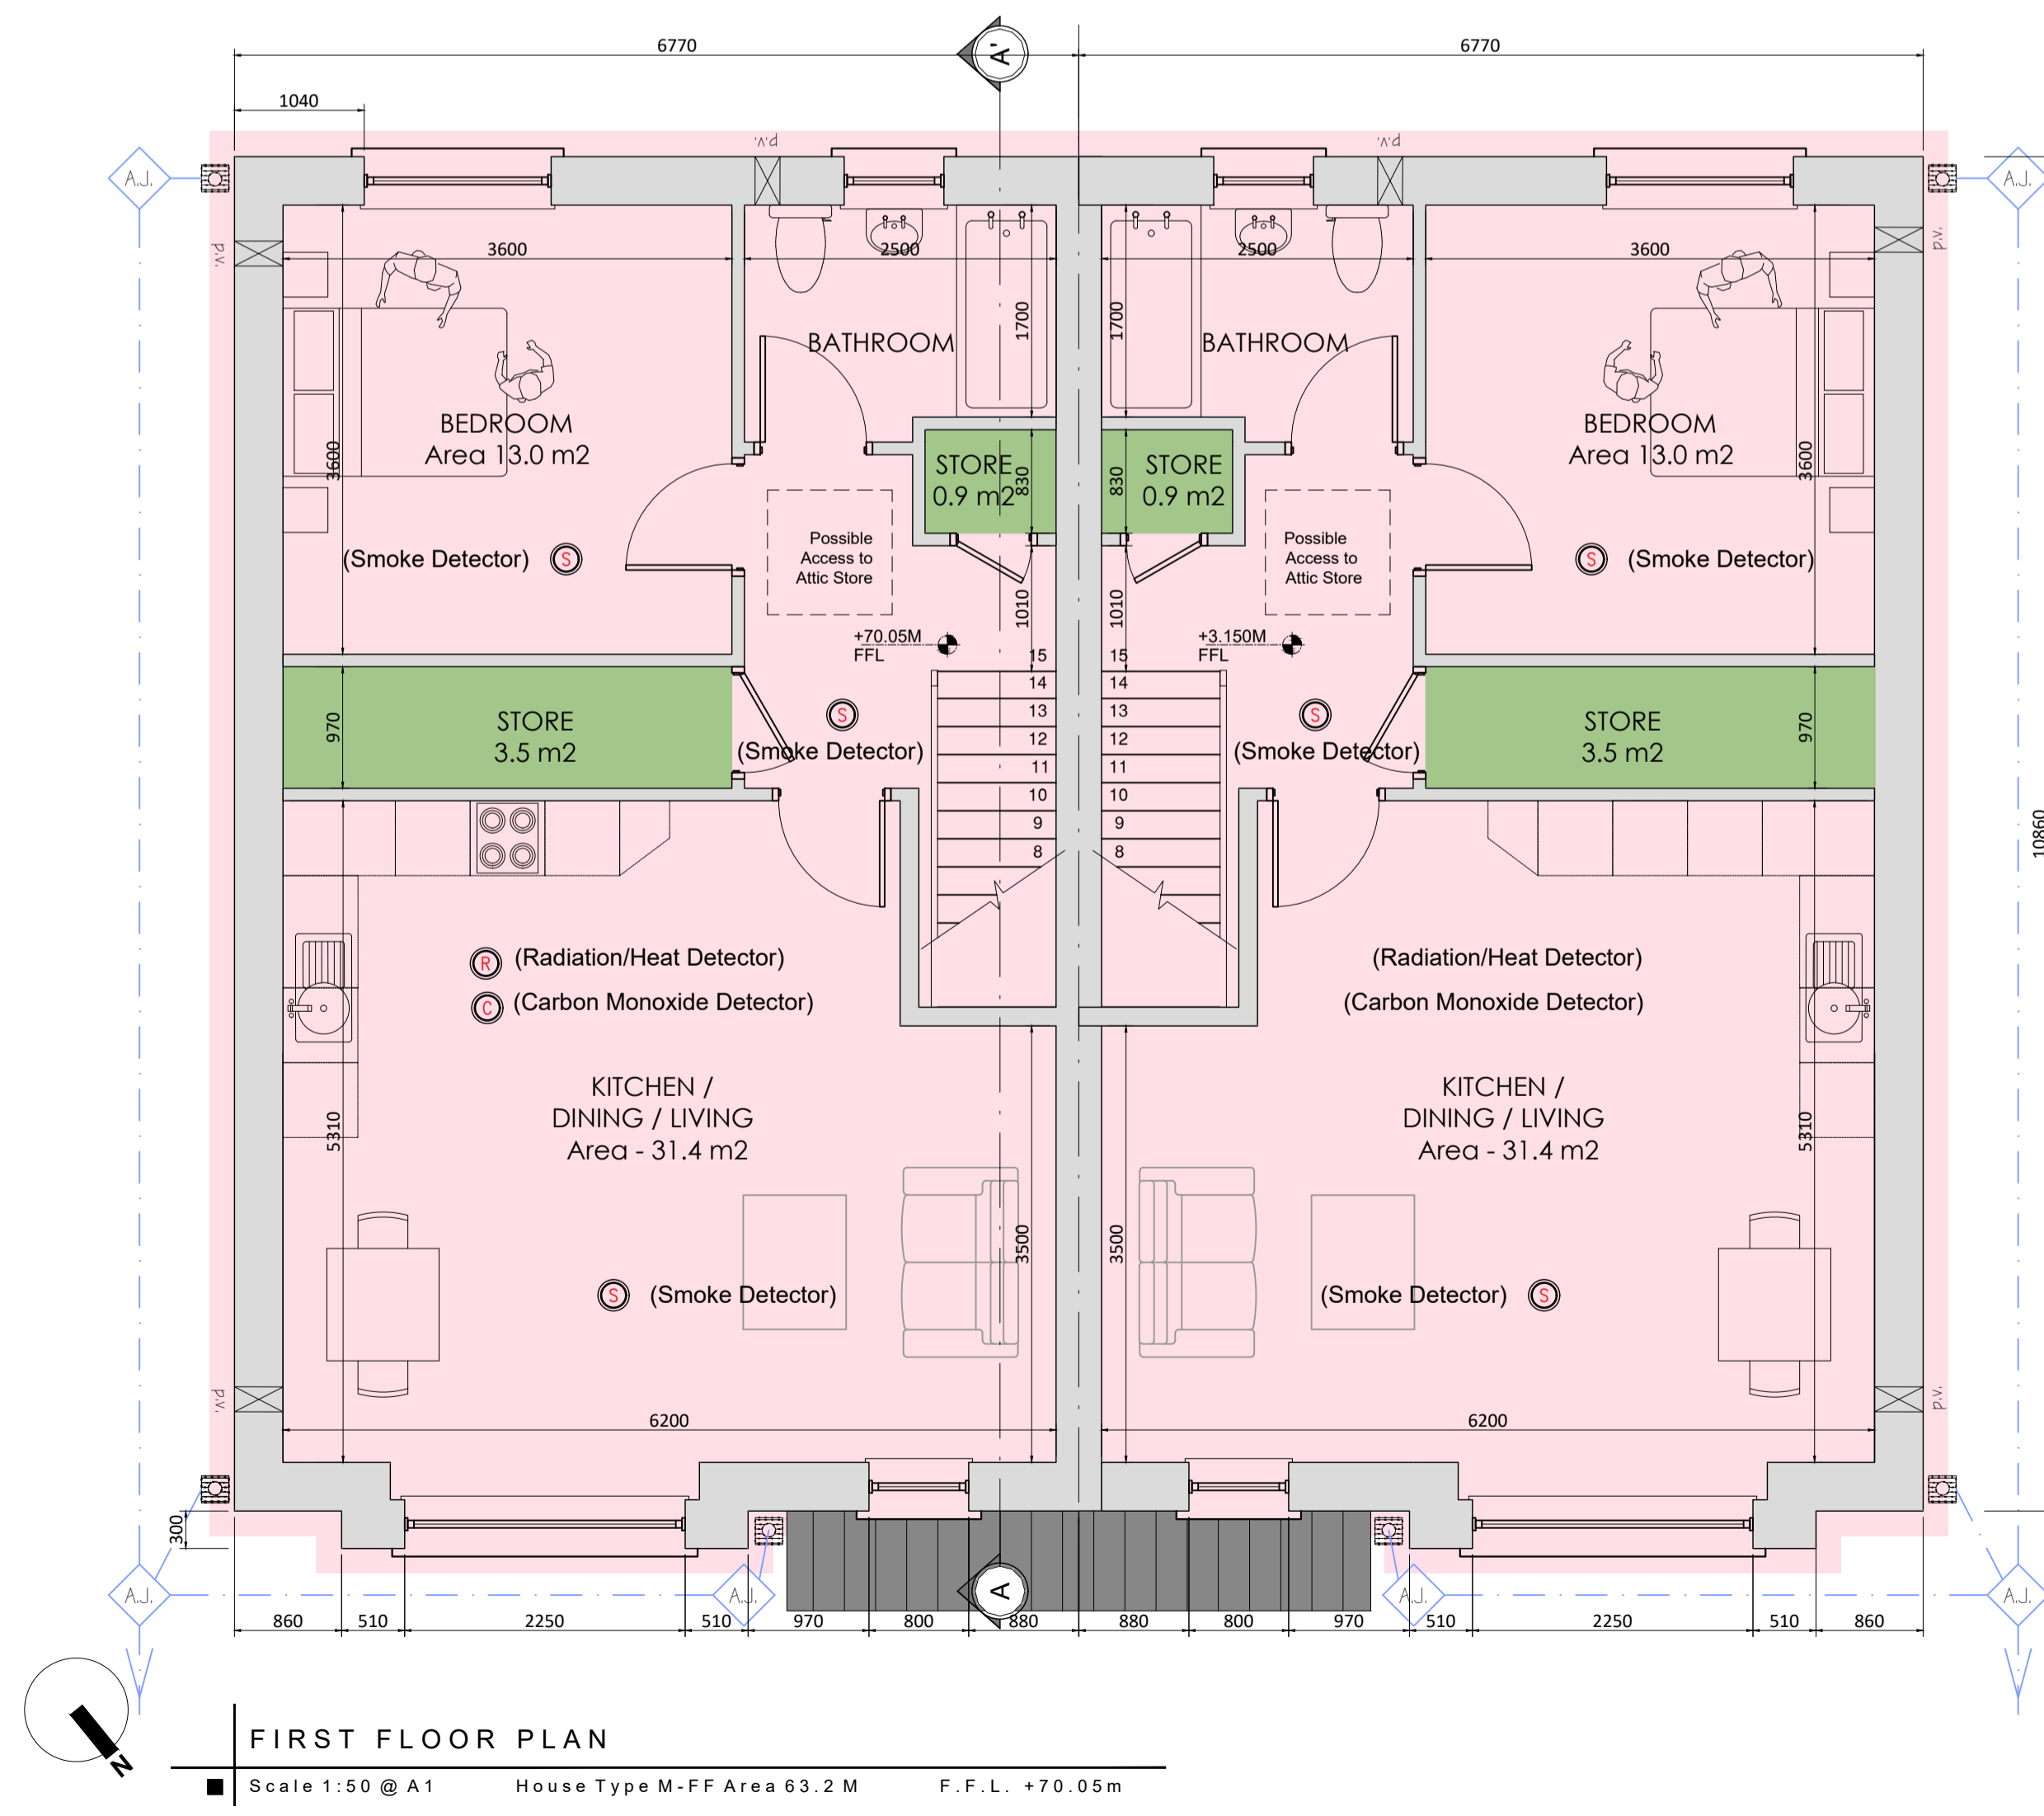 6770
6770
A'
1040
p.v.
p.v.
A.J.
A.J.
p.v.
p.v.
3600
2500
2500
3600
1700
1700
BATHROOM
BATHROOM
BEDROOM
Area 13.0 m2
BEDROOM
Area 13.0 m2
3600
3600
STORE
0.9 m2
830
830
STORE
0.9 m2
(Smoke Detector)
S
Possible
Access to
Attic Store
Possible
Access to
Attic Store
S
(Smoke Detector)
1010
1010
+70.05M
FFL
+3.150M
FFL
15
15
14
14
13
13
12
12
11
11
10
10
9
9
8
8
970
STORE
3.5 m2
S
(Smoke Detector)
S
(Smoke Detector)
STORE
3.5 m2
970
10860
R
(Radiation/Heat Detector)
(Radiation/Heat Detector)
C
(Carbon Monoxide Detector)
(Carbon Monoxide Detector)
KITCHEN /
DINING / LIVING
Area - 31.4 m2
KITCHEN /
DINING / LIVING
Area - 31.4 m2
5310
5310
3500
3500
S
(Smoke Detector)
(Smoke Detector)
S
p.v.
p.v.
6200
6200
300
A.J.
A.J.
A
A.J.
A.J.
860
510
2250
510
970
800
880
880
800
970
510
2250
510
860
N
FIRST FLOOR PLAN
Scale 1:50 @ A1
House Type M-FF Area 63.2 M
F.F.L. +70.05m